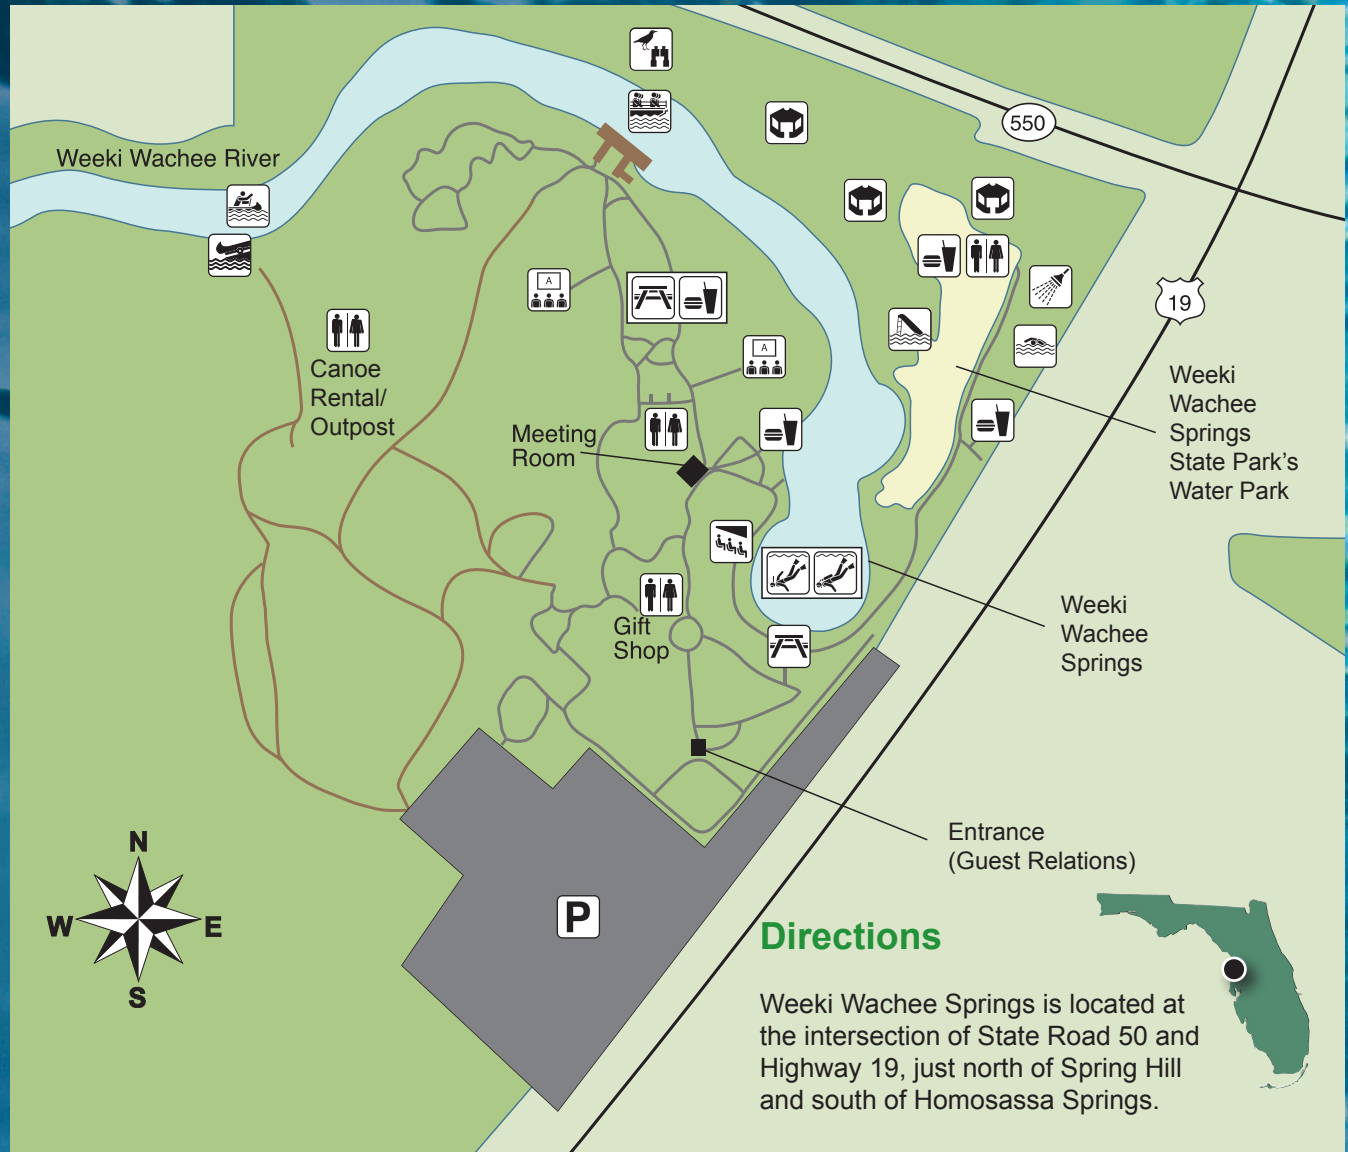 550
Weeki Wachee River
A
19
A
Canoe
Rental/
Outpost
Weeki
Wachee
Springs
State Park's
Water Park
Meeting
Room
Weeki
Wachee
Springs
Gift
Shop
Entrance
(Guest Relations)
N
W
E
S
P
Directions
Weeki Wachee Springs is located at
the intersection of State Road 50 and
Highway 19, just north of Spring Hill
and south of Homosassa Springs.